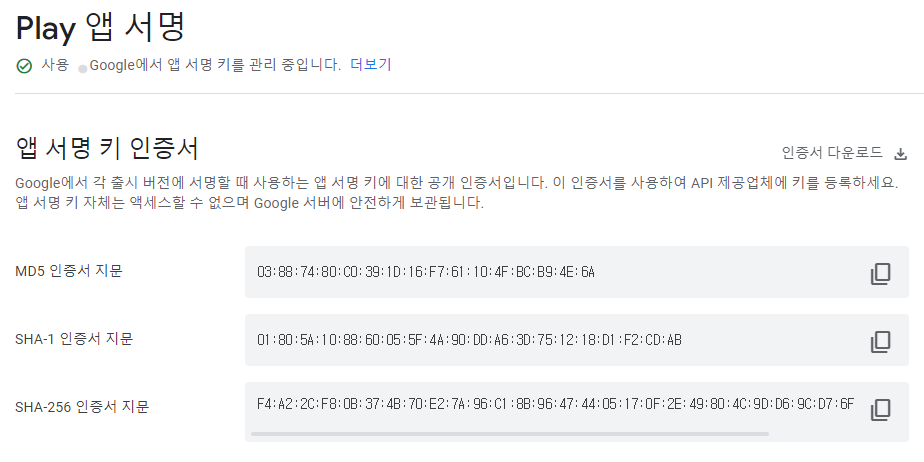 Play 앱 서명
사용 Google에서 앱 서명 키를 관리 중입니다. 더보기
앱 서명 키 인증서
인증서 다운로드
Google에서 각 출시 버전에 서명할 때 사용하는 앱 서명 키에 대한 공개 인증서입니다. 이 인증서를 사용하여 API 제공업체에 키를 등록하세요.
앱 서명 키 자체는 액세스할 수 없으며 Google 서버에 안전하게 보관됩니다.
MD5 인증서 지문
03:88:74:80:C0:39:1D:16:F7:61:10:4F:BC:B9:4E:6A
SHA-1 인증서 지문
01:80:5A:10:88:60:05:5F:4A:90:DD:A6:3D:75:12:18:D1:F2:CD:AB
SHA-256 인증서 지문
F4:A2:2C:F8:0B:37:4B:70:E2:7A:96:C1:8B:96:47:44:05:17:0F:2E:49:80:4C:9D:D6:9C:D7:6F